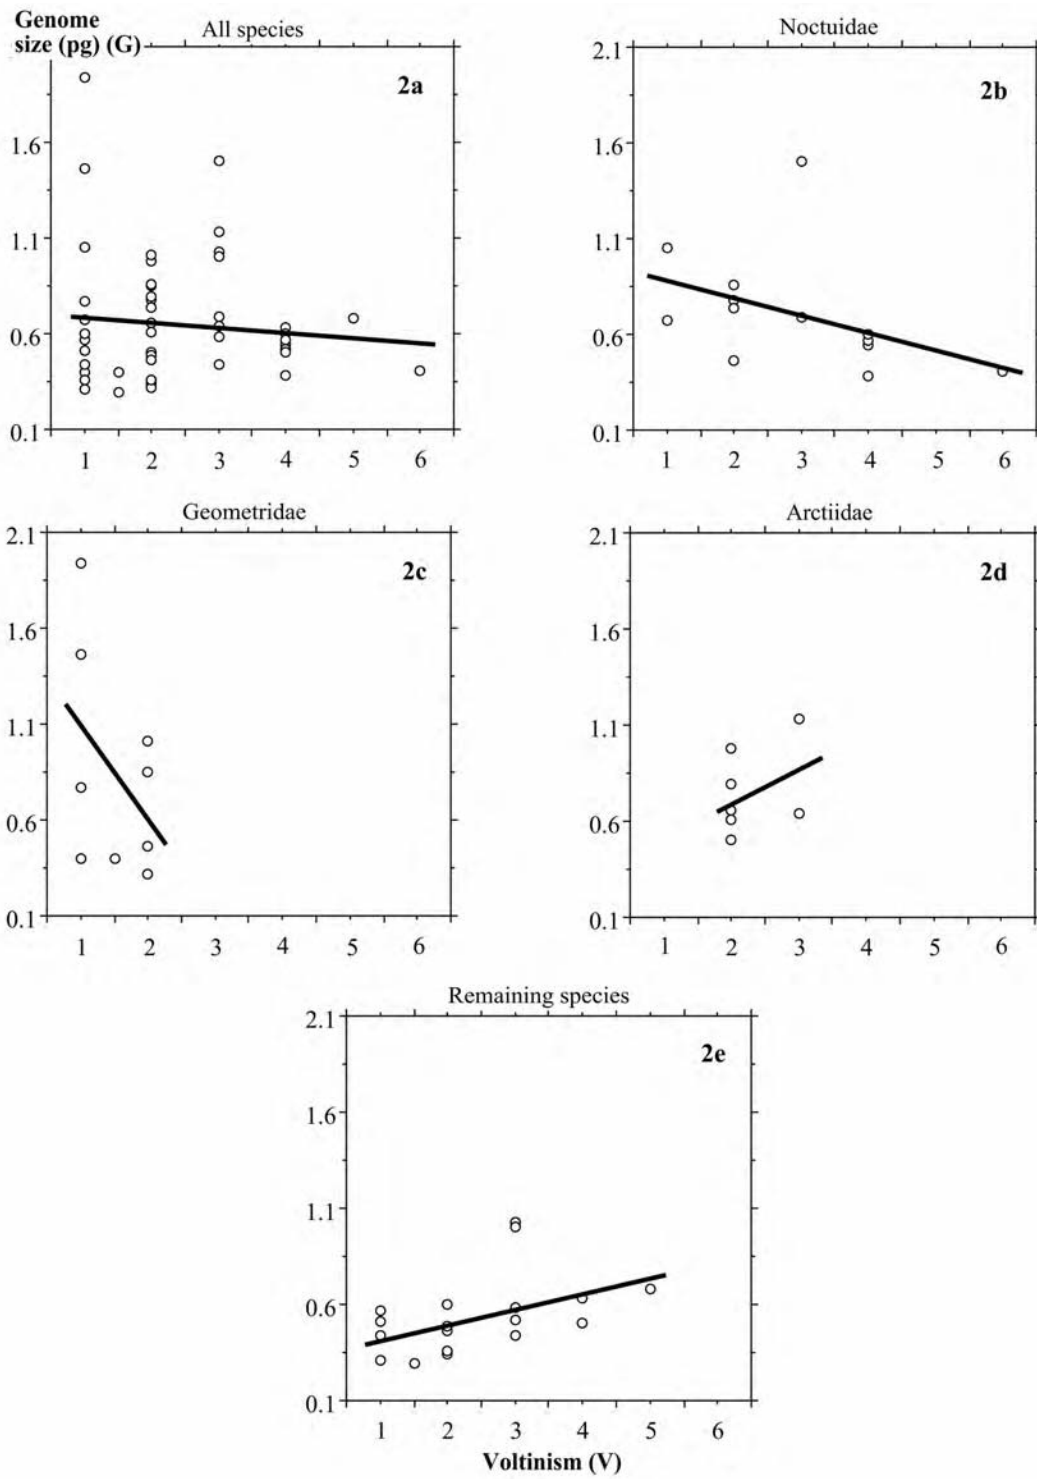 Genome
size (pg) (G)
All species
2a
1.6
1.1
0.6
0.1
1 2 3 4 5 6
Noctuidae
2b
2.1
1.6
1.1
0.6
0.1
1 2 3 4 5 6
Geometridae
2c
2.1
1.6
1.1
0.6
0.1
1 2 3 4 5 6
Arctiidae
2d
2.1
1.6
1.1
0.6
0.1
1 2 3 4 5 6
Remaining species
2e
2.1
1.6
1.1
0.6
0.1
1 2 3 4 5 6
Voltinism (V)